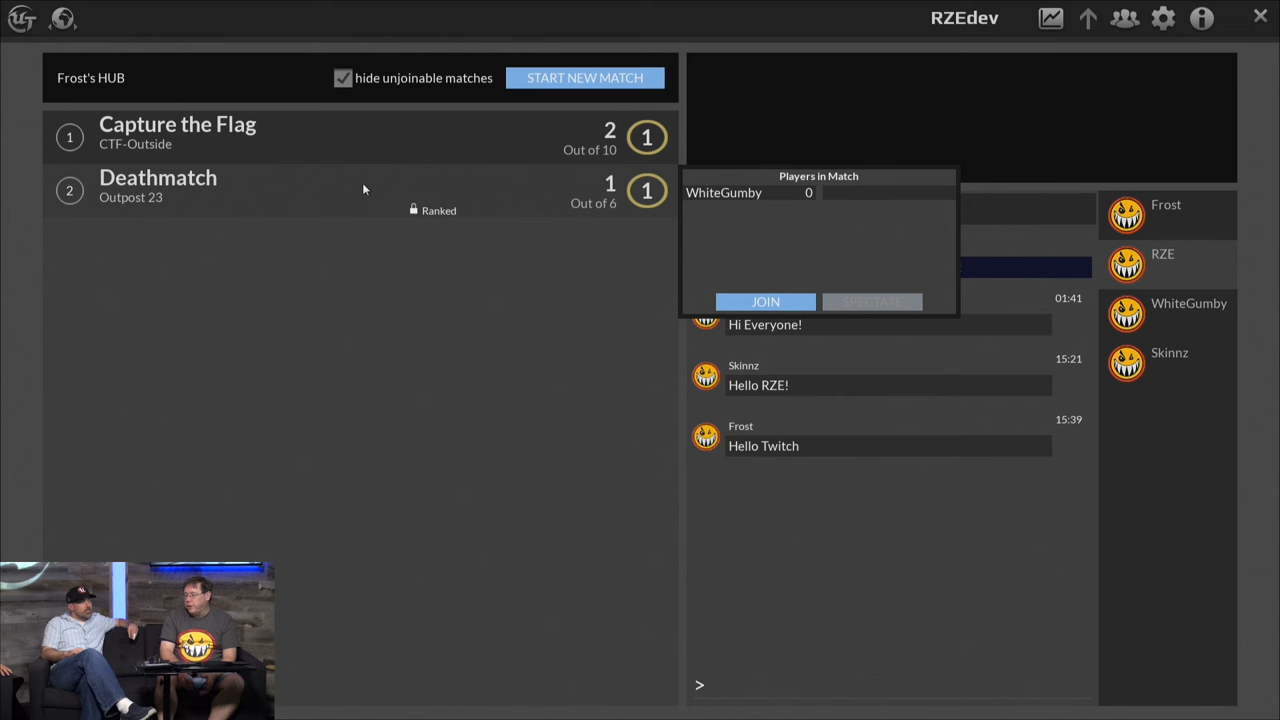 UT
RZEdev
Frost's HUB
hide unjoinable matches
START NEW MATCH
1
Capture the Flag
CTF-Outside
2
Out of 10
1
2
Deathmatch
Outpost 23
Ranked
1
Out of 6
1
Players in Match
WhiteGumby 0
JOIN
SPECTATE
01:41
Hi Everyone!
Skinnz
15:21
Hello RZE!
Frost
15:39
Hello Twitch
>
Frost
RZE
WhiteGumby
Skinnz